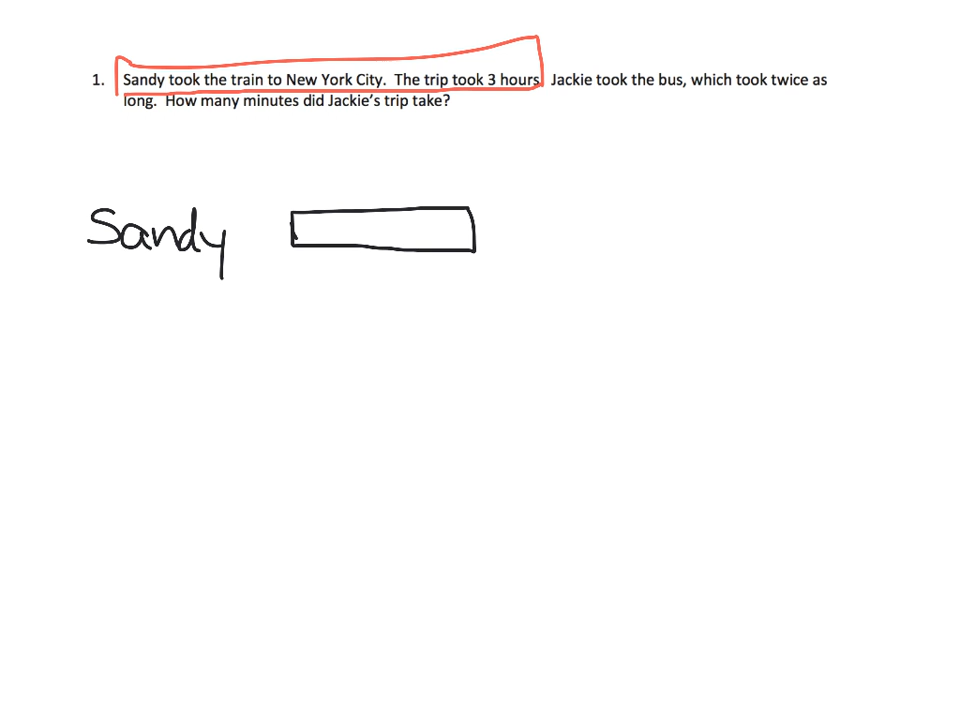 1. Sandy took the train to New York City. The trip took 3 hours. Jackie took the bus, which took twice as
long. How many minutes did Jackie's trip take?
Sandy